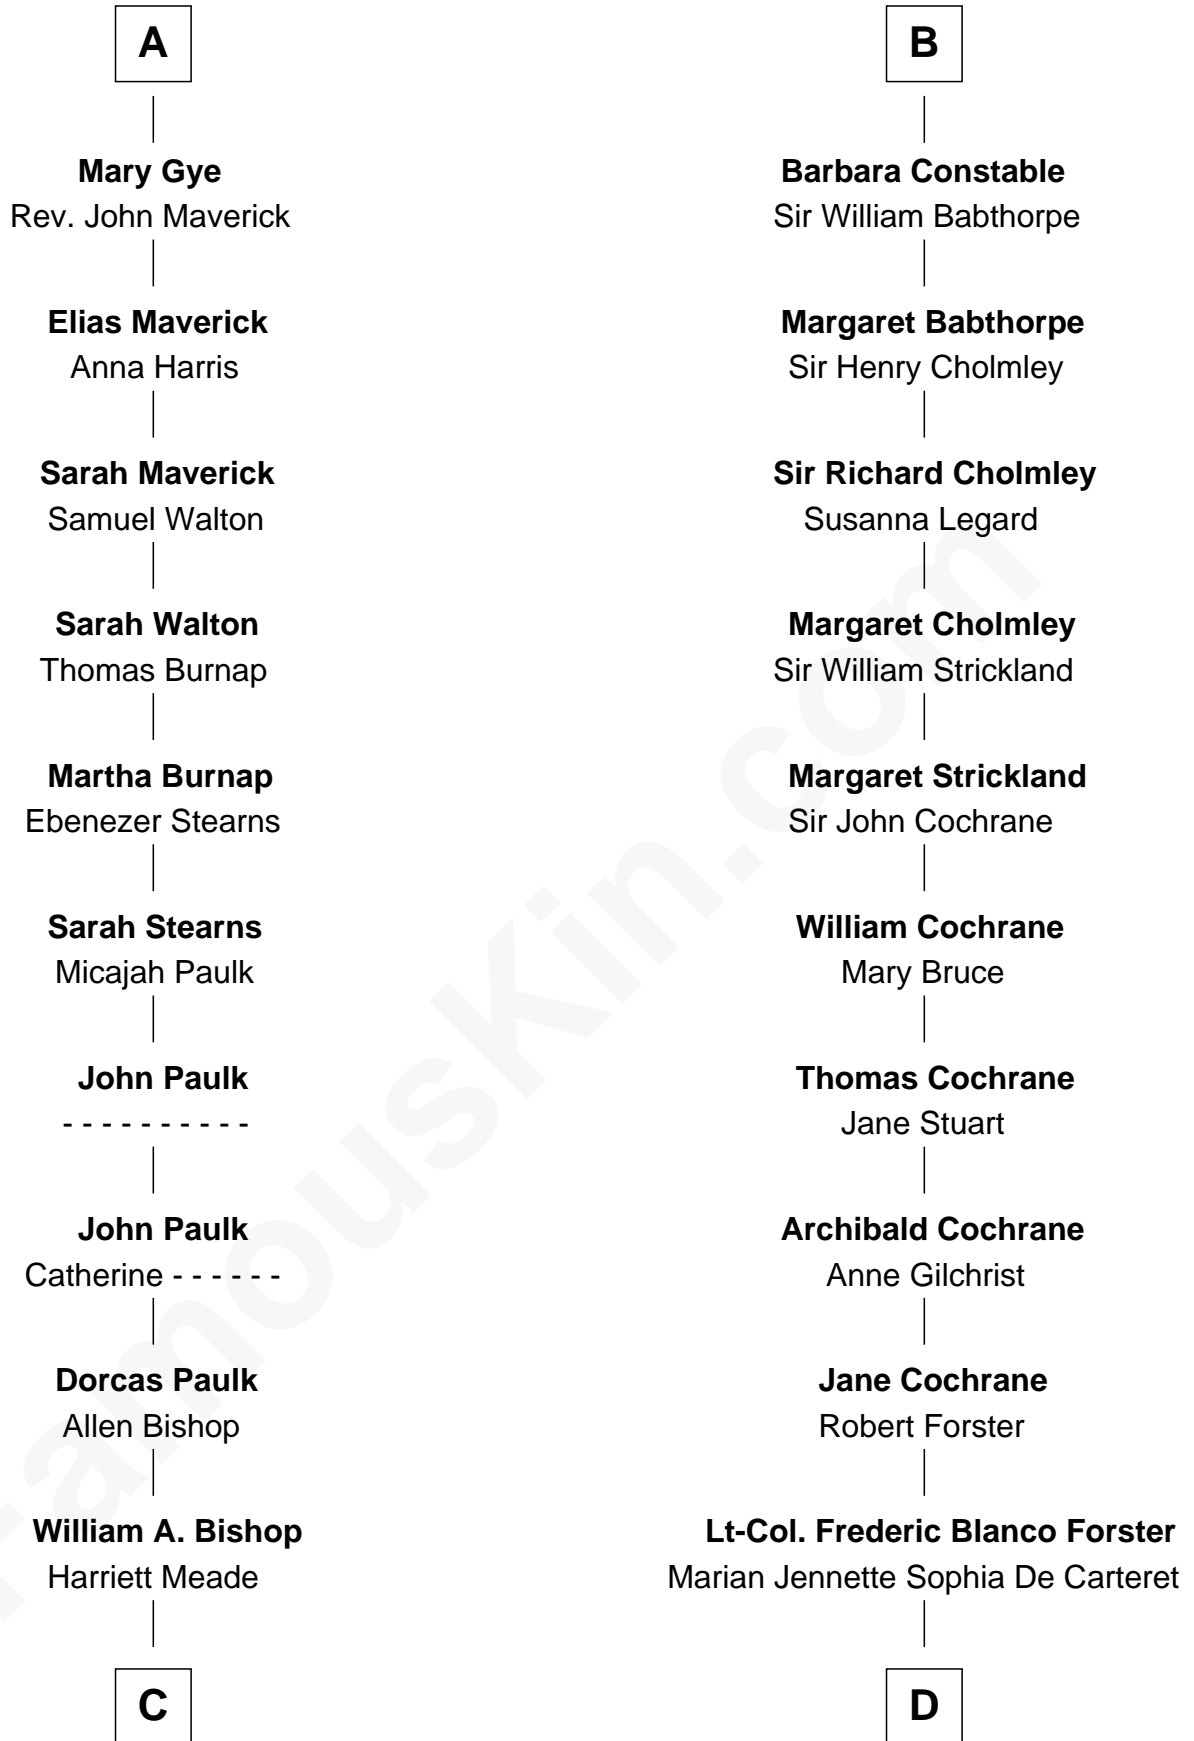 A
Mary Gye
Rev. John Maverick
Elias Maverick
Anna Harris
Sarah Maverick
Samuel Walton
Sarah Walton
Thomas Burnap
Martha Burnap
Ebenezer Stearns
Sarah Stearns
Micajah Paulk
John Paulk
- - - - - - - - - -
John Paulk
Catherine - - - - - -
Dorcas Paulk
Allen Bishop
William A. Bishop
Harriett Meade
C
B
Barbara Constable
Sir William Babthorpe
Margaret Babthorpe
Sir Henry Cholmley
Sir Richard Cholmley
Susanna Legard
Margaret Cholmley
Sir William Strickland
Margaret Strickland
Sir John Cochrane
William Cochrane
Mary Bruce
Thomas Cochrane
Jane Stuart
Archibald Cochrane
Anne Gilchrist
Jane Cochrane
Robert Forster
Lt-Col. Frederic Blanco Forster
Marian Jennette Sophia De Carteret
D
FamousKin.com